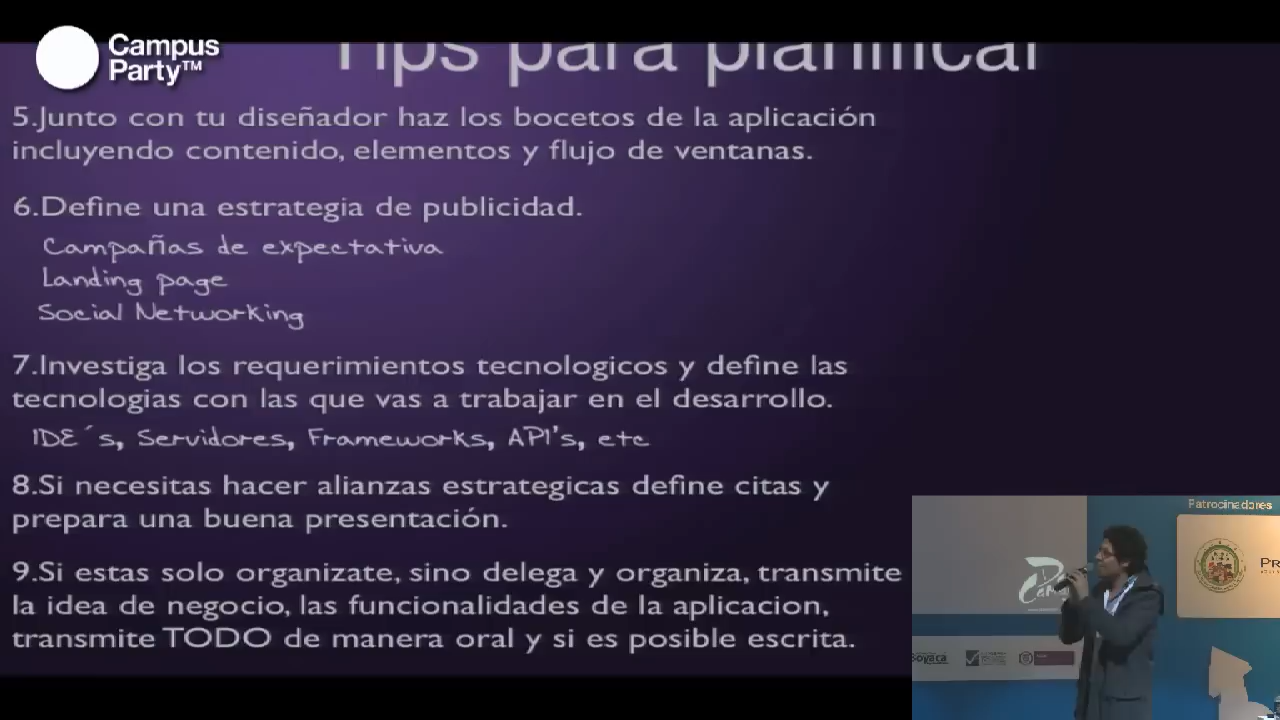 Campus
Party™
Tips para planificar
5.Junto con tu diseñador haz los bocetos de la aplicación
incluyendo contenido, elementos y flujo de ventanas.
6.Define una estrategia de publicidad.
Campañas de expectativa
Landing page
Social Networking
7.Investiga los requerimientos tecnologicos y define las
tecnologias con las que vas a trabajar en el desarrollo.
IDE´s, Servidores, Frameworks, API's, etc
8.Si necesitas hacer alianzas estrategicas define citas y
prepara una buena presentación.
9.Si estas solo organizate, sino delega y organiza, transmite
la idea de negocio, las funcionalidades de la aplicacion,
transmite TODO de manera oral y si es posible escrita.
Patrocinadores
Boyacá